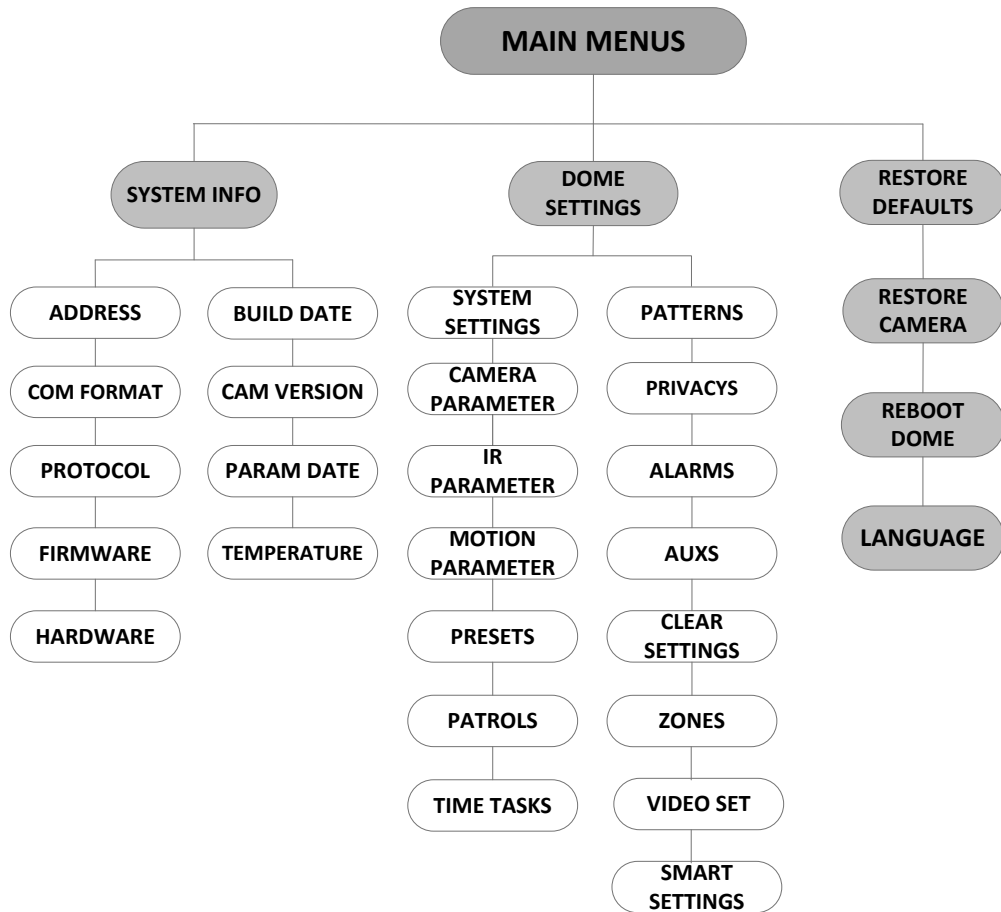 MAIN MENUS
SYSTEM INFO
ADDRESS
COM FORMAT
PROTOCOL
FIRMWARE
HARDWARE
BUILD DATE
CAM VERSION
PARAM DATE
TEMPERATURE
DOME
SETTINGS
SYSTEM
SETTINGS
CAMERA
PARAMETER
IR
PARAMETER
MOTION
PARAMETER
PRESETS
PATROLS
TIME TASKS
PATTERNS
PRIVACYS
ALARMS
AUXS
CLEAR
SETTINGS
ZONES
VIDEO SET
SMART
SETTINGS
RESTORE
DEFAULTS
RESTORE
CAMERA
REBOOT
DOME
LANGUAGE